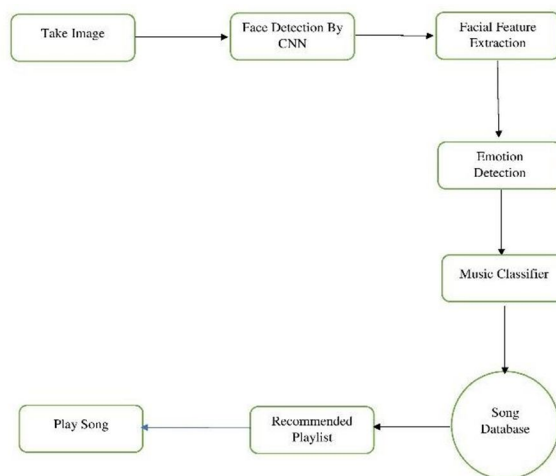 Take Image
Face Detection By
CNN
Facial Feature
Extraction
Emotion
Detection
Music Classifier
Song
Database
Recommended
Playlist
Play Song